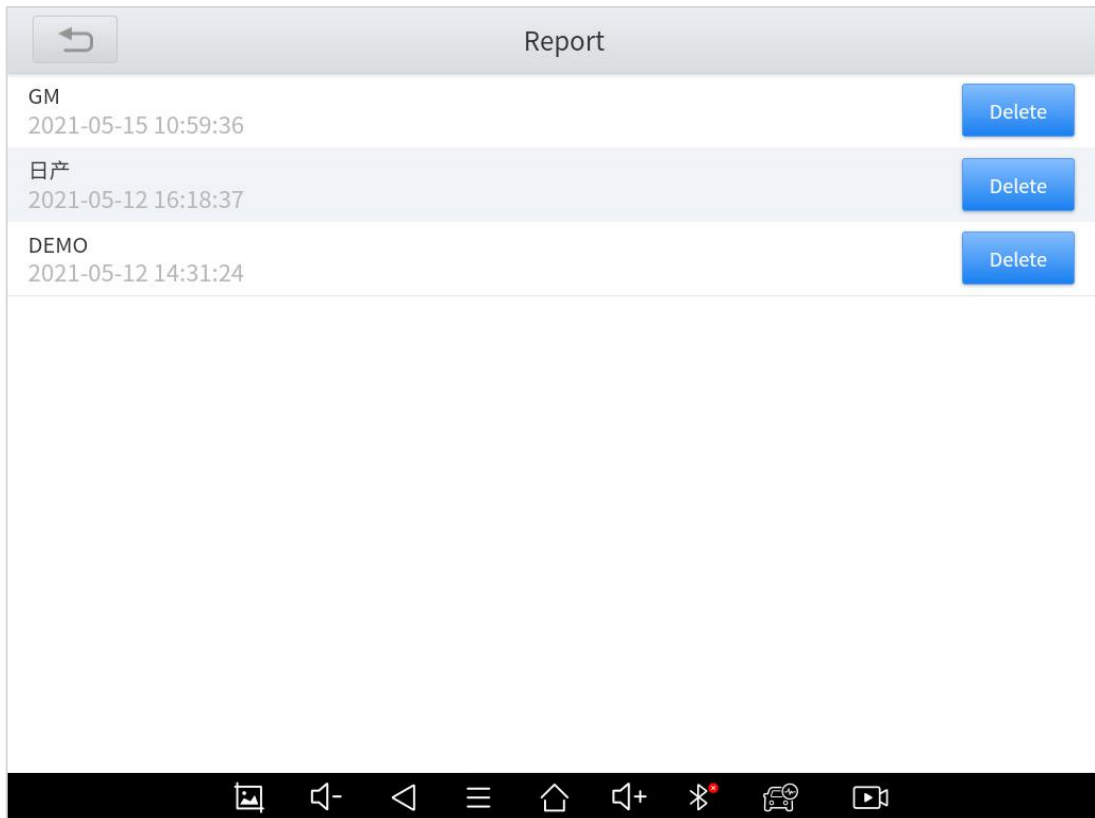 Report
GM
2021-05-15 10:59:36
Delete
日产
2021-05-12 16:18:37
Delete
DEMO
2021-05-12 14:31:24
Delete